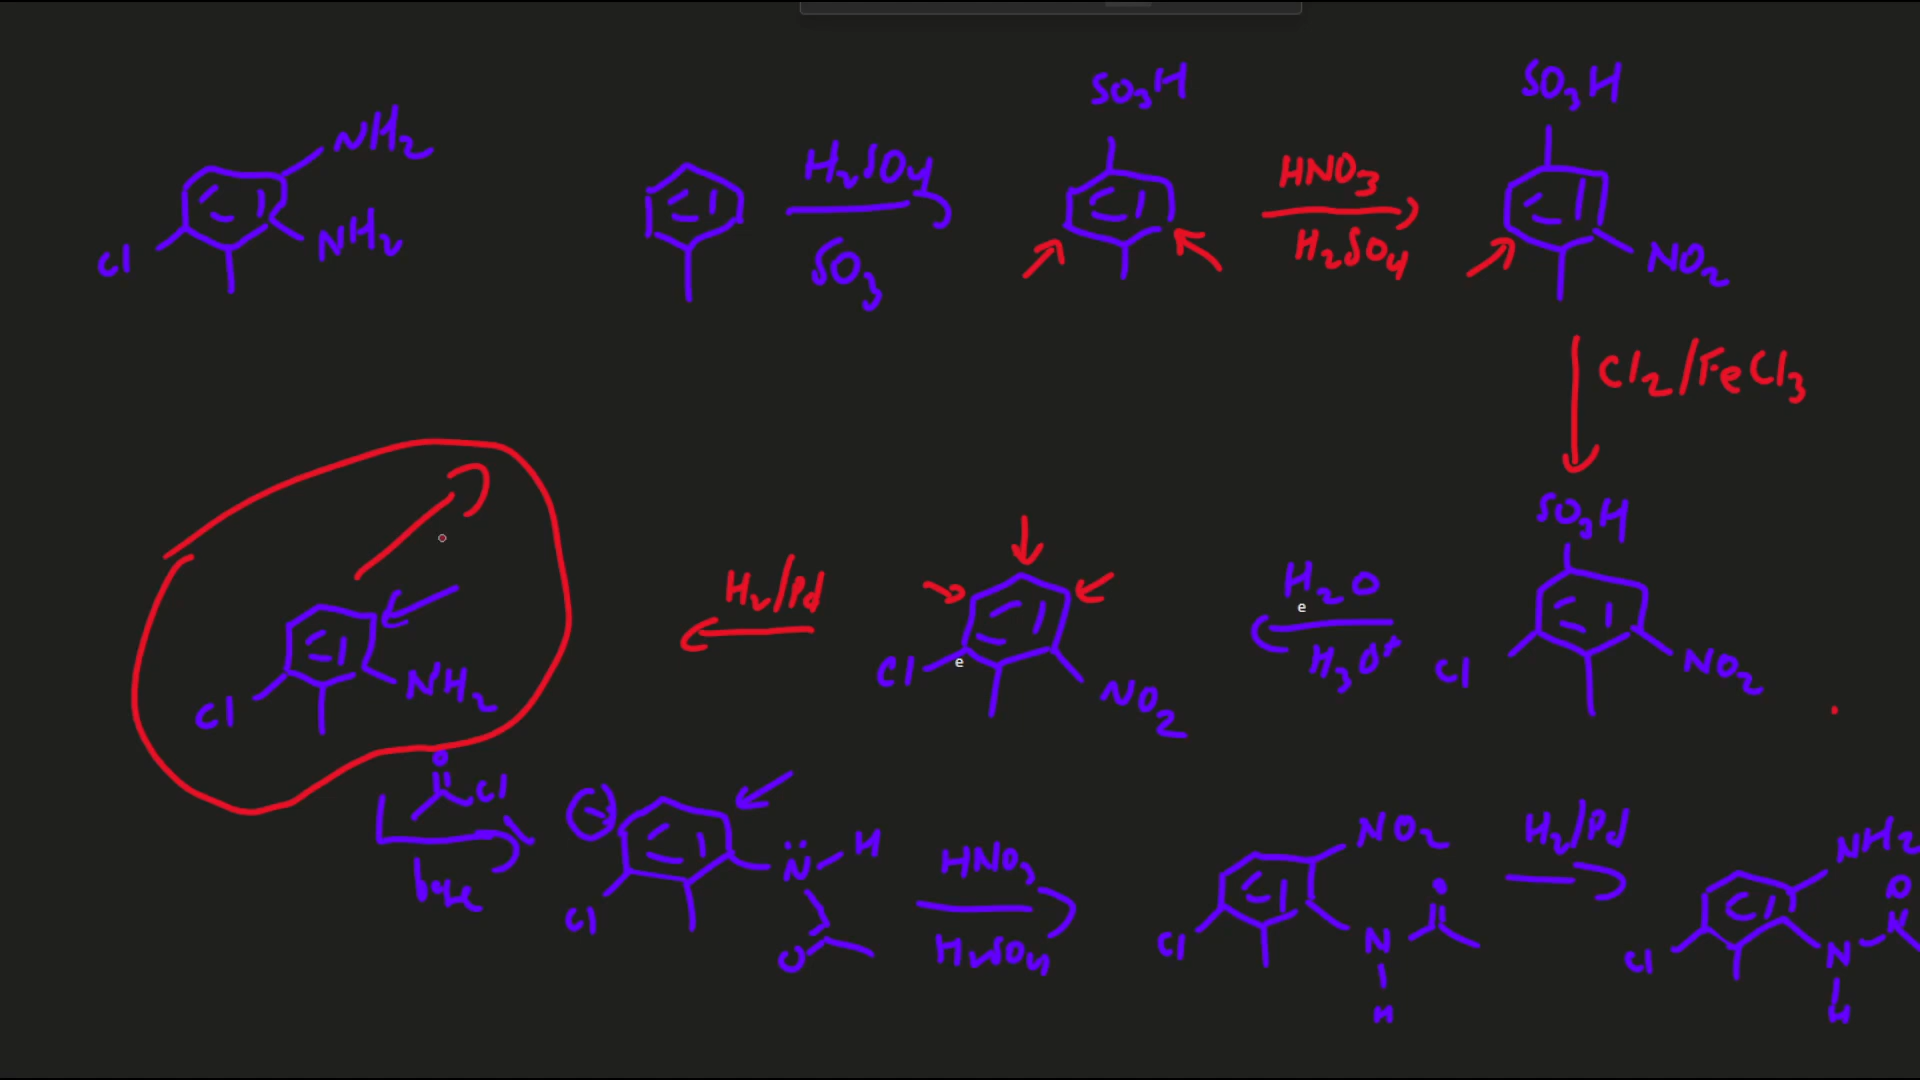 SO3H
SO3H
NH2
H2SO4
HNO3
NH2
Cl
SO3
H2SO4
NO2
Cl2/FeCl3
SO3H
H2/Pd
H2O
e
H3O+
Cl
NH2
Cl
e
NO2
Cl
NO2
O
Cl
base
Cl
N
H
O
HNO3
H2SO4
NO2
Cl
N
H
H2/Pd
NH2
O
Cl
N
H